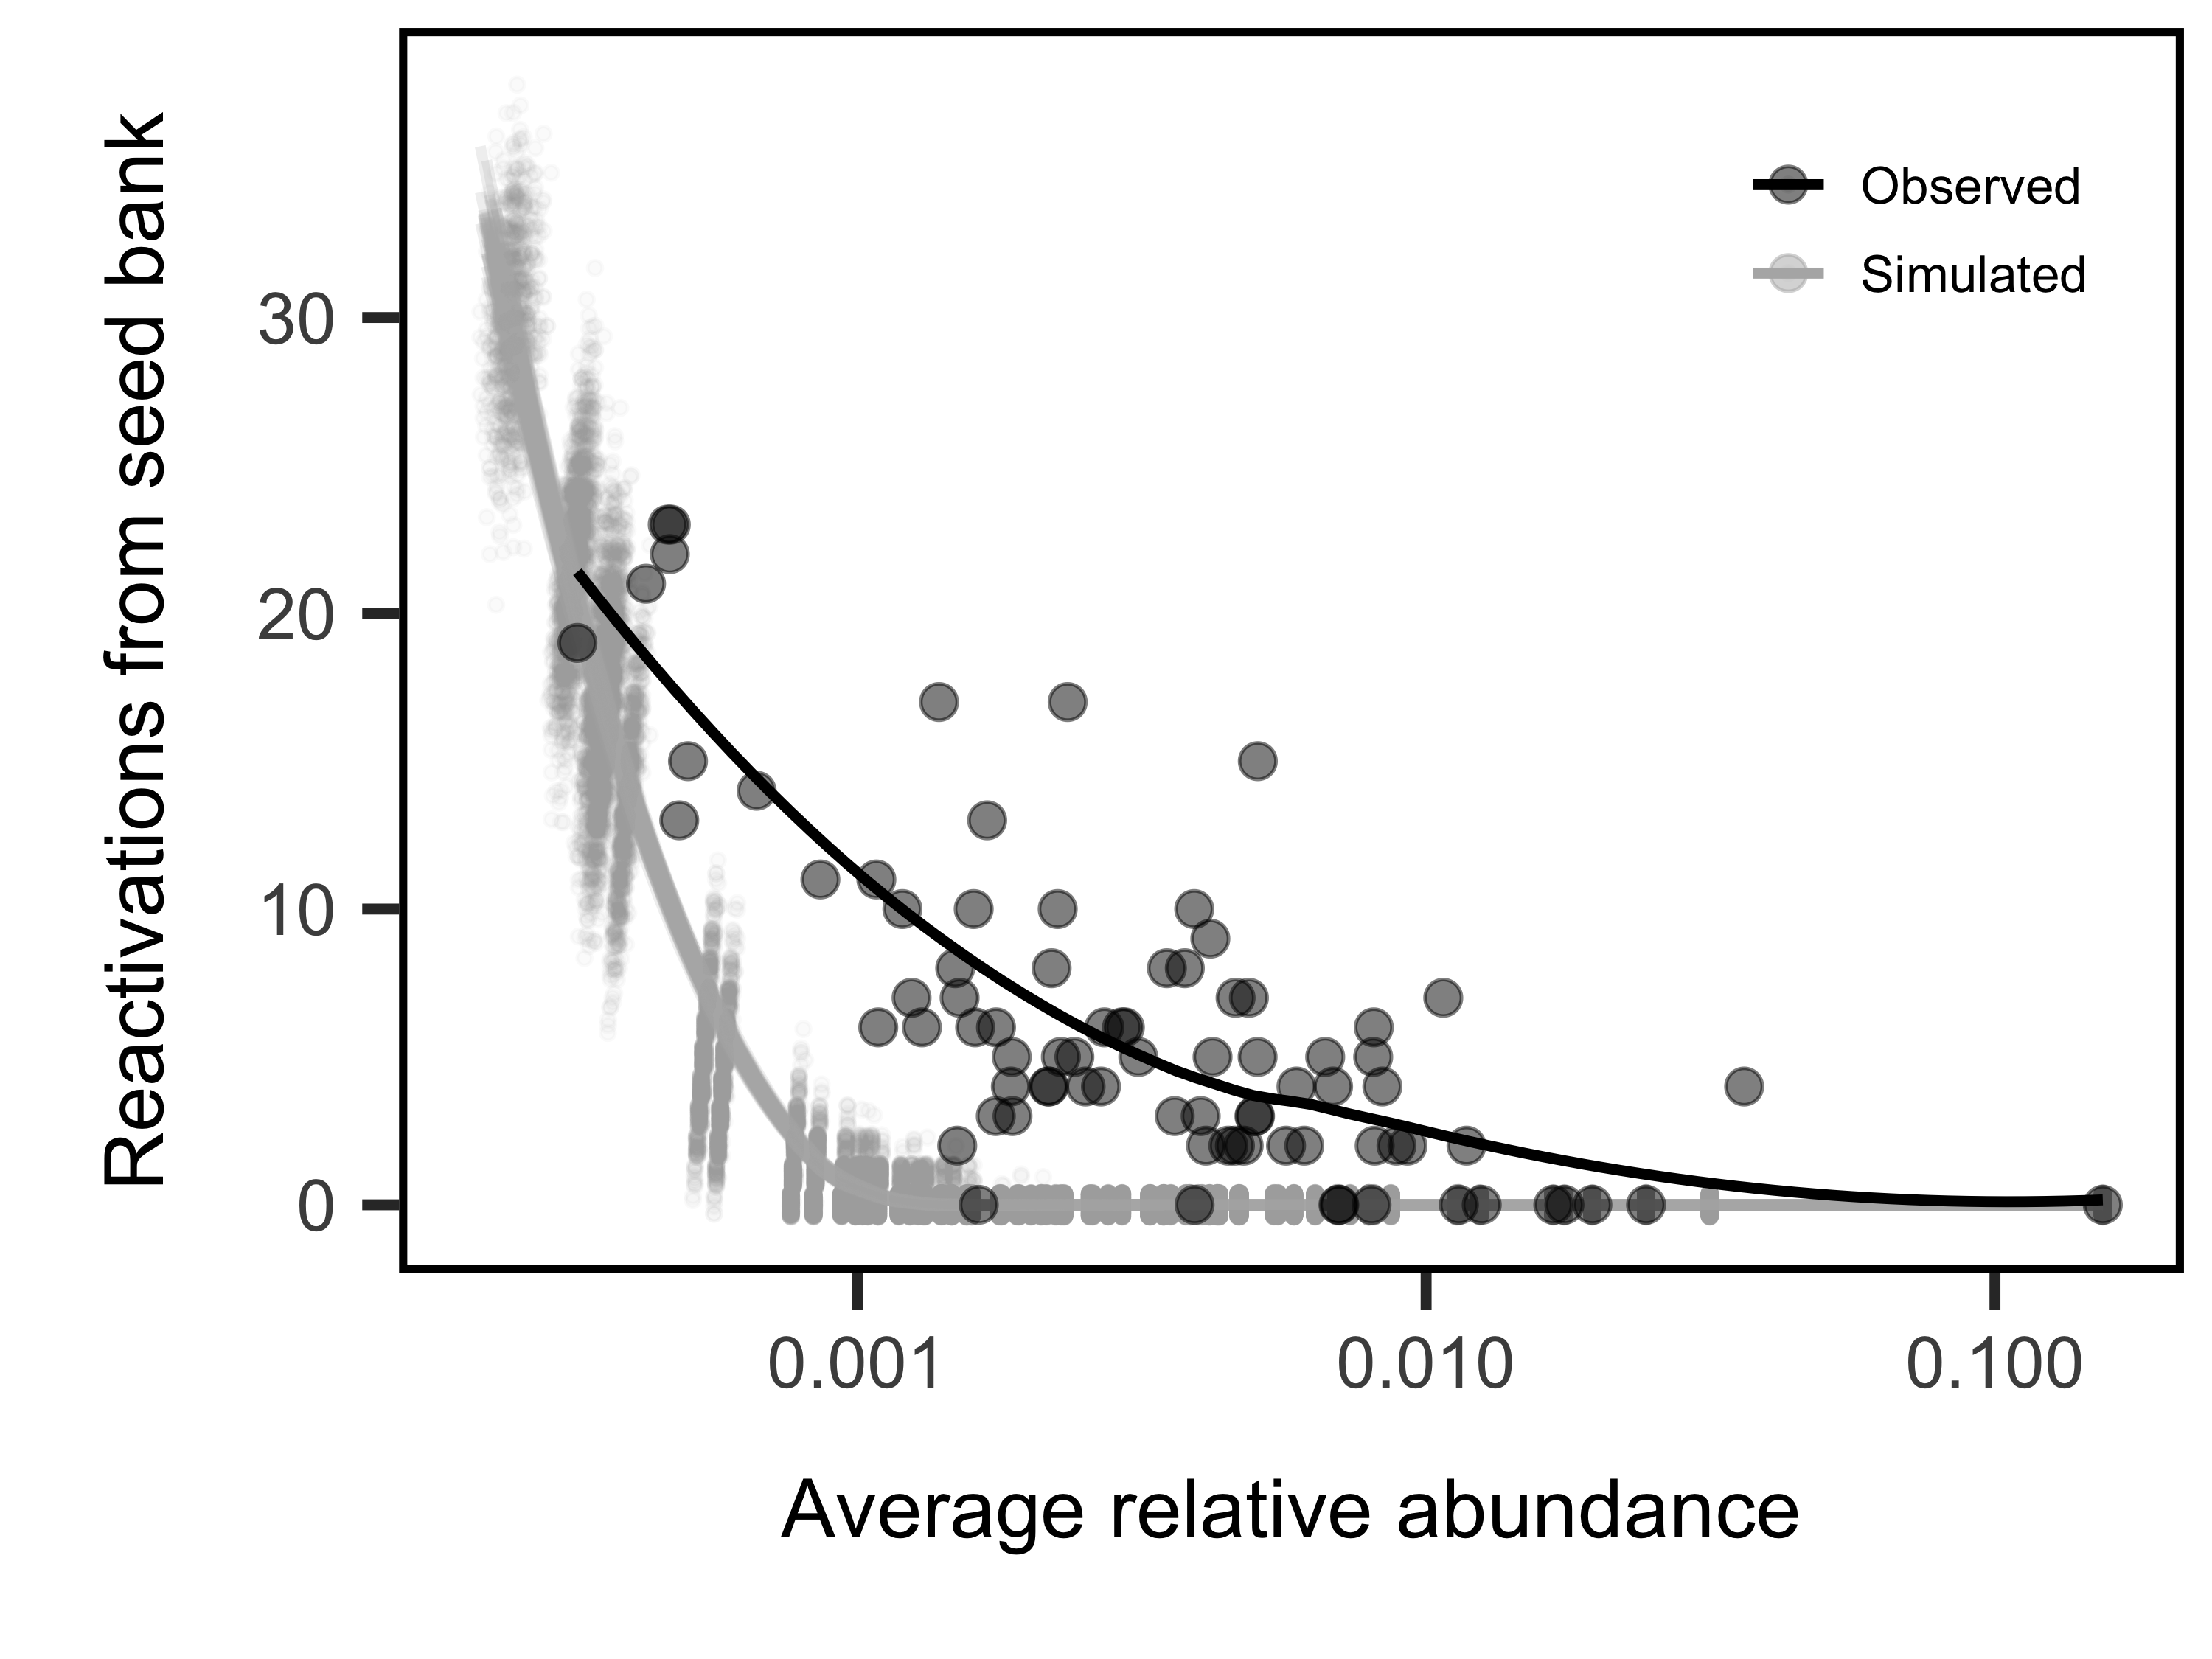 Reactivations from seed bank
30
20
10
0
Observed
Simulated
0.001
0.010
0.100
Average relative abundance